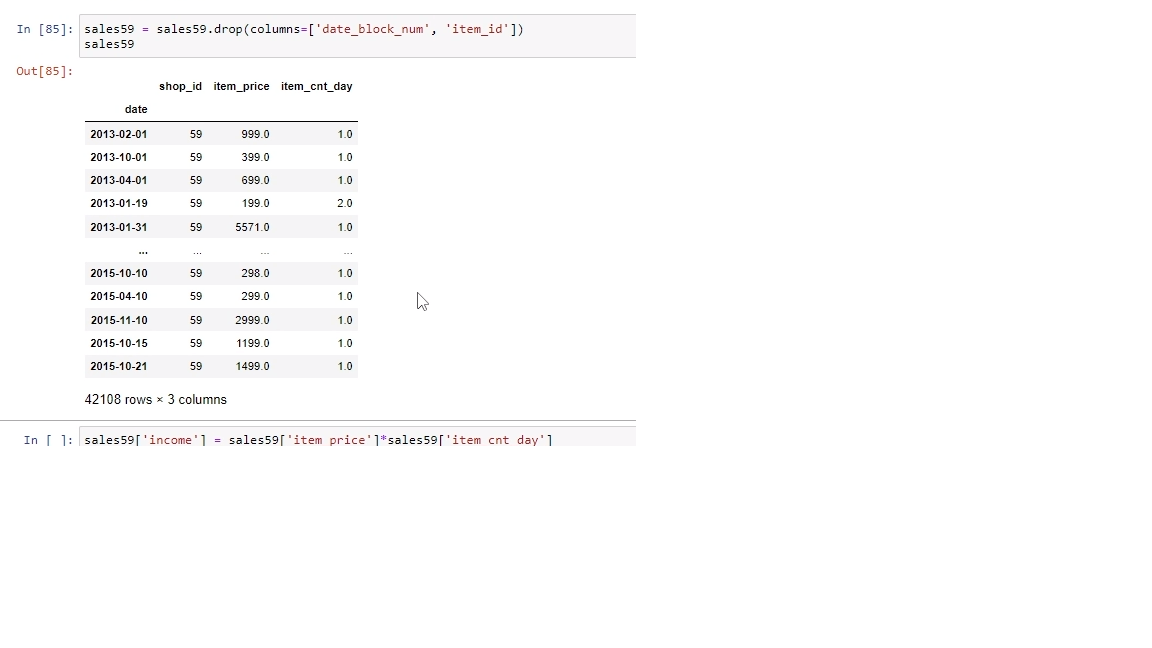 In [85]: sales59 = sales59.drop(columns=['date_block_num', 'item_id'])
sales59
Out[85]:
shop_id item_price item_cnt_day
date
2013-02-01 59 999.0 1.0
2013-10-01 59 399.0 1.0
2013-04-01 59 699.0 1.0
2013-01-19 59 199.0 2.0
2013-01-31 59 5571.0 1.0
... ... ... ...
2015-10-10 59 298.0 1.0
2015-04-10 59 299.0 1.0
2015-11-10 59 2999.0 1.0
2015-10-15 59 1199.0 1.0
2015-10-21 59 1499.0 1.0
42108 rows × 3 columns
In [ ]: sales59['income'] = sales59['item_price']*sales59['item_cnt_day']